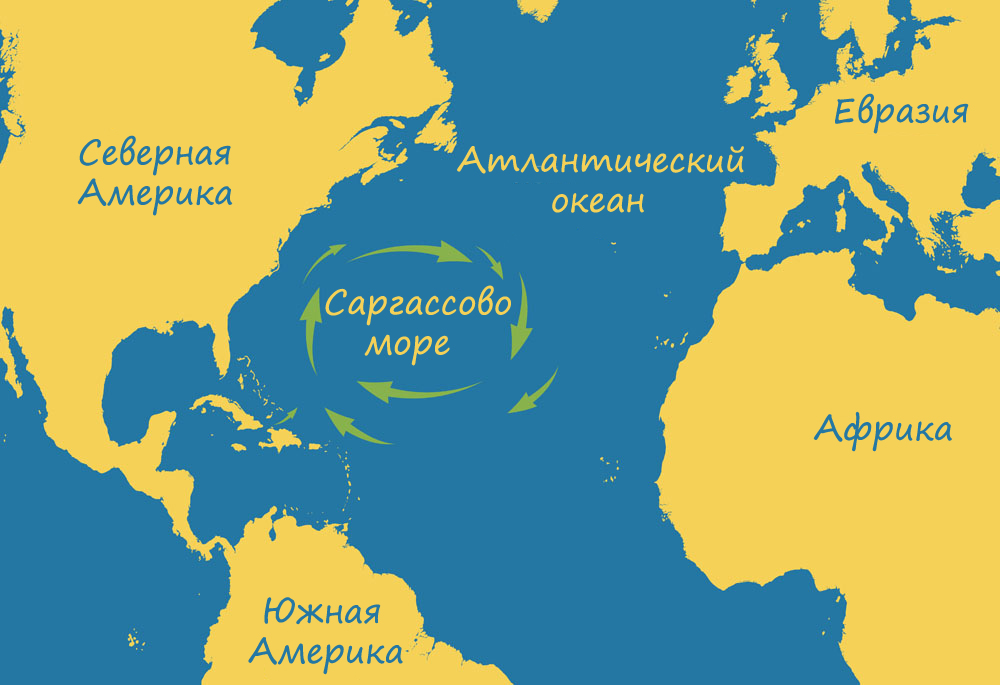 Северная
Америка
Атлантический
океан
Евразия
Саргассово
море
Африка
Южная
Америка